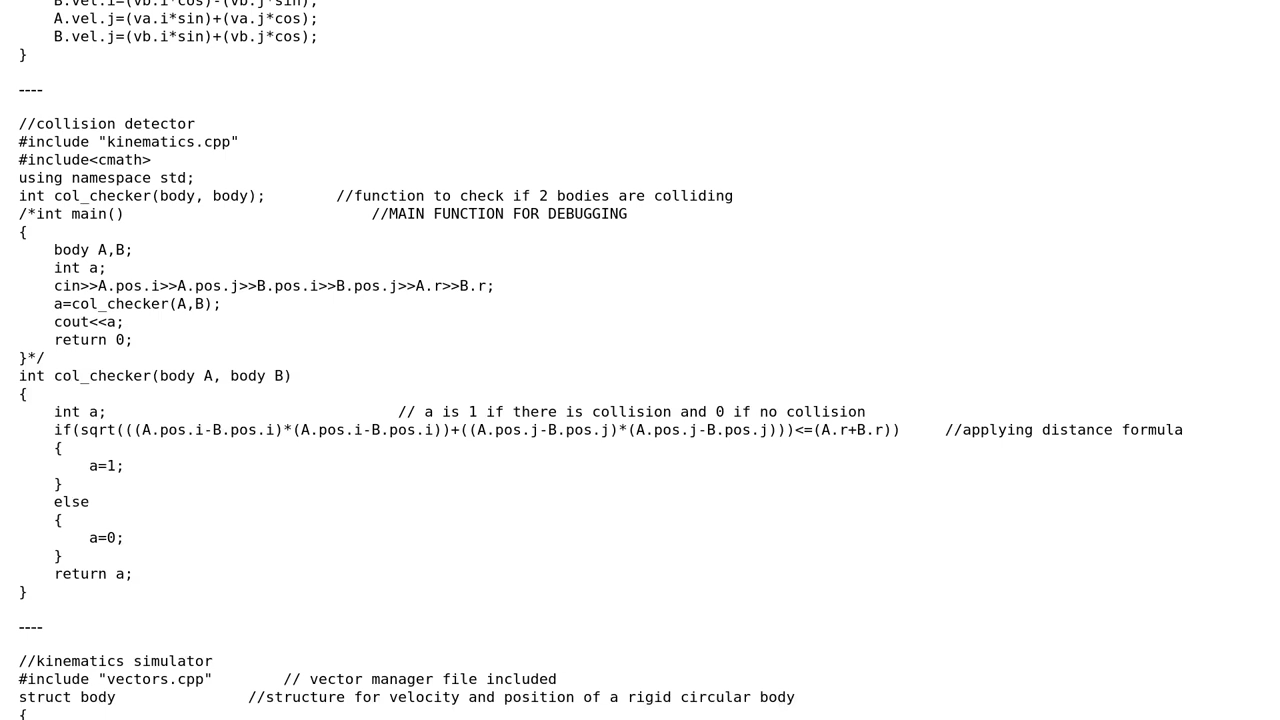 B.vel.i=(vb.i*cos)-(vb.j*sin);
    A.vel.j=(va.i*sin)+(va.j*cos);
    B.vel.j=(vb.i*sin)+(vb.j*cos);
}
----
//collision detector
#include "kinematics.cpp"
#include<cmath>
using namespace std;
int col_checker(body, body);        //function to check if 2 bodies are colliding
/*int main()                            //MAIN FUNCTION FOR DEBUGGING
{
    body A,B;
    int a;
    cin>>A.pos.i>>A.pos.j>>B.pos.i>>B.pos.j>>A.r>>B.r;
    a=col_checker(A,B);
    cout<<a;
    return 0;
}*/
int col_checker(body A, body B)
{
    int a;                                 // a is 1 if there is collision and 0 if no collision
    if(sqrt(((A.pos.i-B.pos.i)*(A.pos.i-B.pos.i))+((A.pos.j-B.pos.j)*(A.pos.j-B.pos.j)))<=(A.r+B.r))     //applying distance formula
    {
        a=1;
    }
    else
    {
        a=0;
    }
    return a;
}
----
//kinematics simulator
#include "vectors.cpp"        // vector manager file included
struct body               //structure for velocity and position of a rigid circular body
{